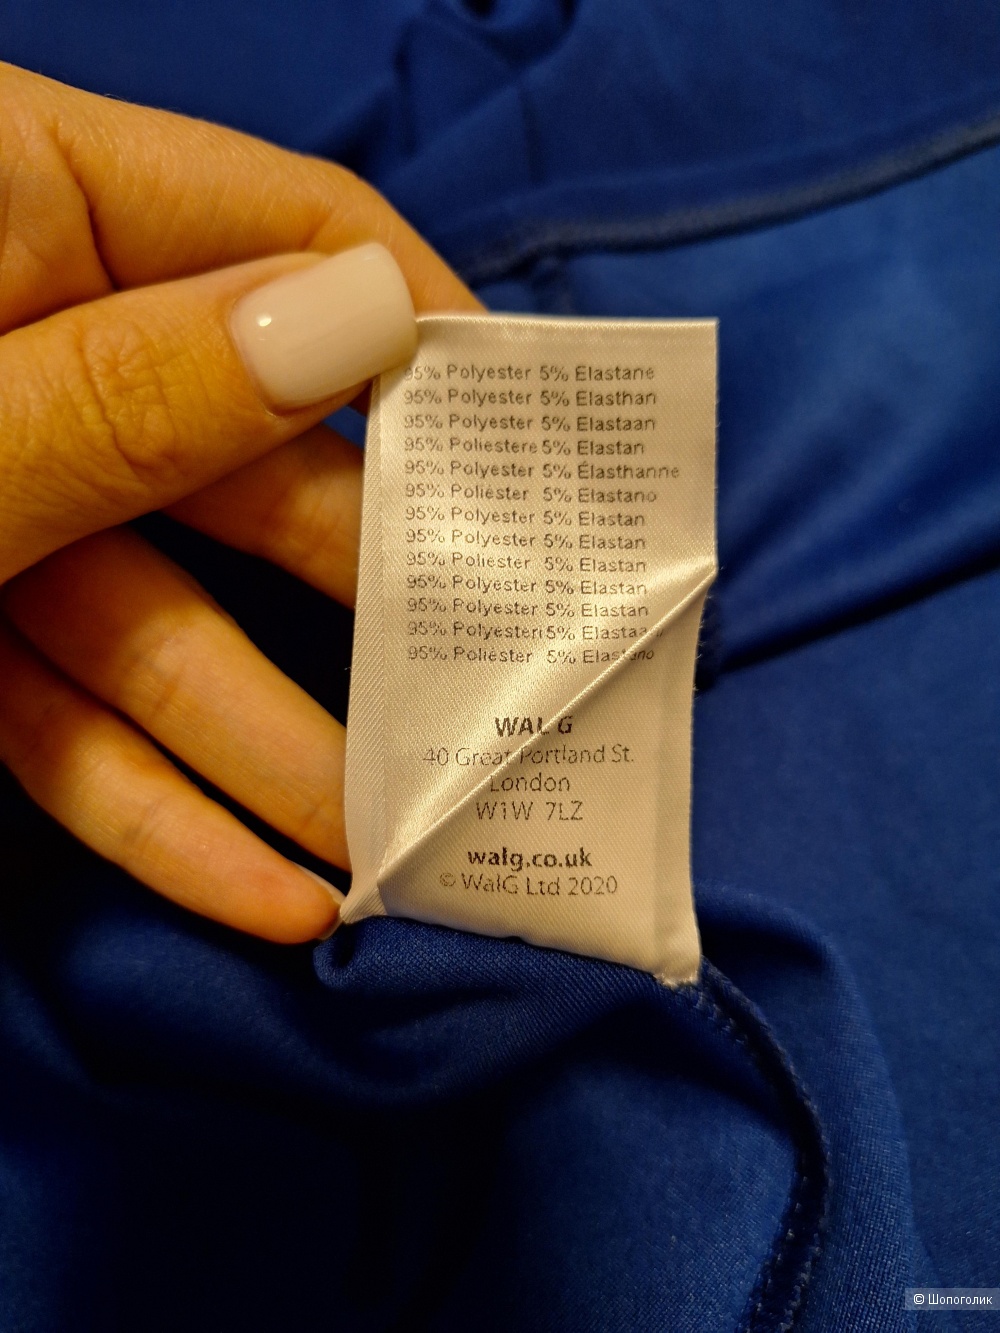 95% Polyester 5% Elastane
95% Polyester 5% Elasthan
95% Polyester 5% Elastaan
95% Poliestere 5% Elastan
95% Polyester 5% Élasthanne
95% Poliéster 5% Elastano
95% Polyester 5% Elastan
95% Polyester 5% Elastan
95% Poliester 5% Elastan
95% Polyester 5% Elastan
95% Polyester 5% Elastan
95% Polyesteri 5%
95% Poliéster 5% Elastano
WAL G
40 Great Portland St.
London
W1W 7LZ
walg.co.uk
© WalG Ltd 2020
© Шопоголик